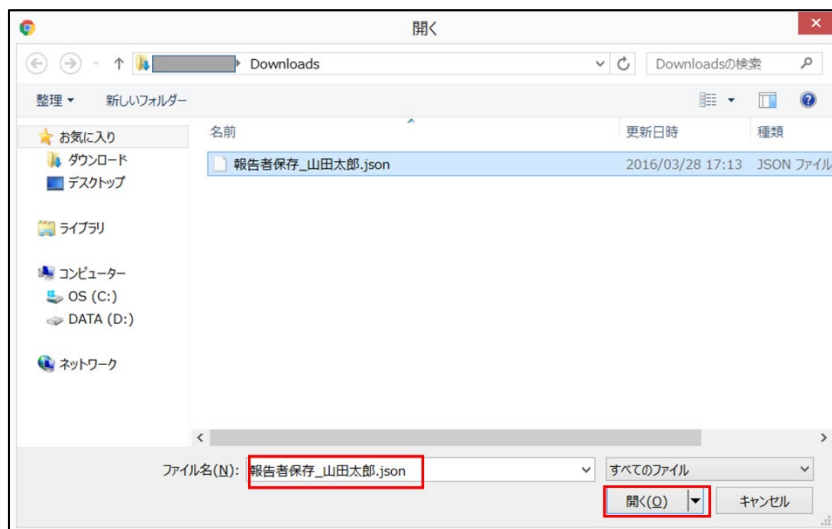 開く
Downloads
Downloadsの検索
整理 新しいフォルダー
お気に入り
ダウンロード
デスクトップ
ライブラリ
コンピューター
OS (C:)
DATA (D:)
ネットワーク
名前 更新日時 種類
報告者保存_山田太郎.json 2016/03/28 17:13 JSON ファイル
ファイル名(N): 報告者保存_山田太郎.json すべてのファイル
開く(O) キャンセル